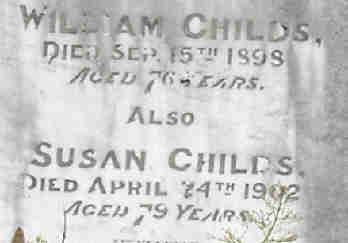 WILLIAM CHILDS,
DIED SEP. 15TH 1898
AGED 76 YEARS.
ALSO
SUSAN CHILDS.
DIED APRIL 24TH 1902
AGED 79 YEARS